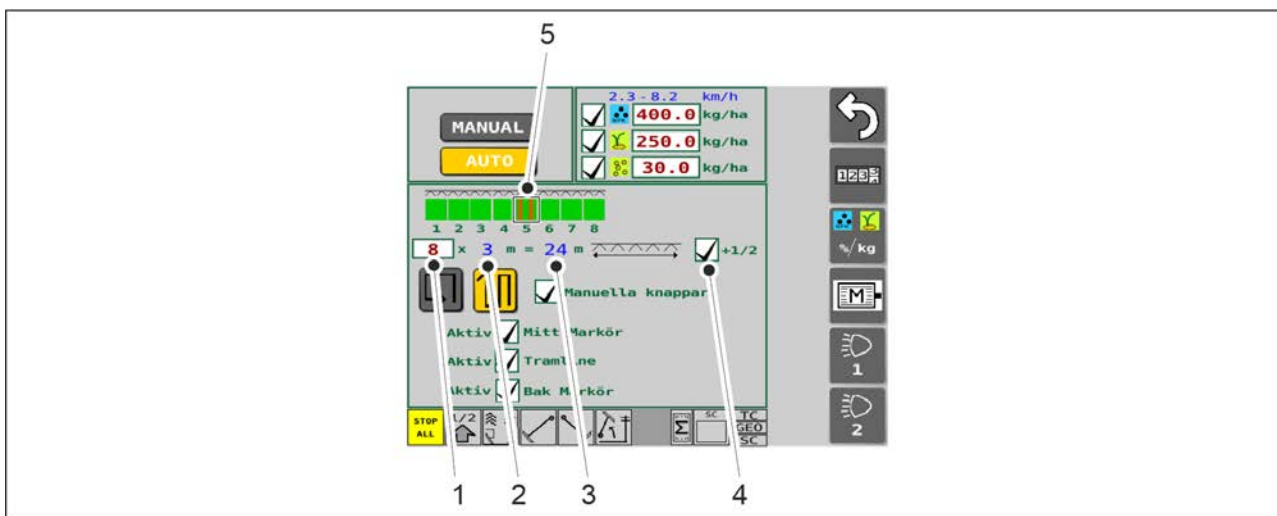 5
2.3 - 8.2 km/h
MANUAL
400.0 kg/ha
AUTO
250.0 kg/ha
30.0 kg/ha
1 2 3 4 5 6 7 8
8 x 3 m = 24 m +1/2
Manuella knappar
Aktiv Mitt Markör
Aktiv Tramline
Aktiv Bak Markör
STOP ALL
1/2
Σ
SC
TC
GEO
SC
%/kg
M
1
2
1 2 3 4